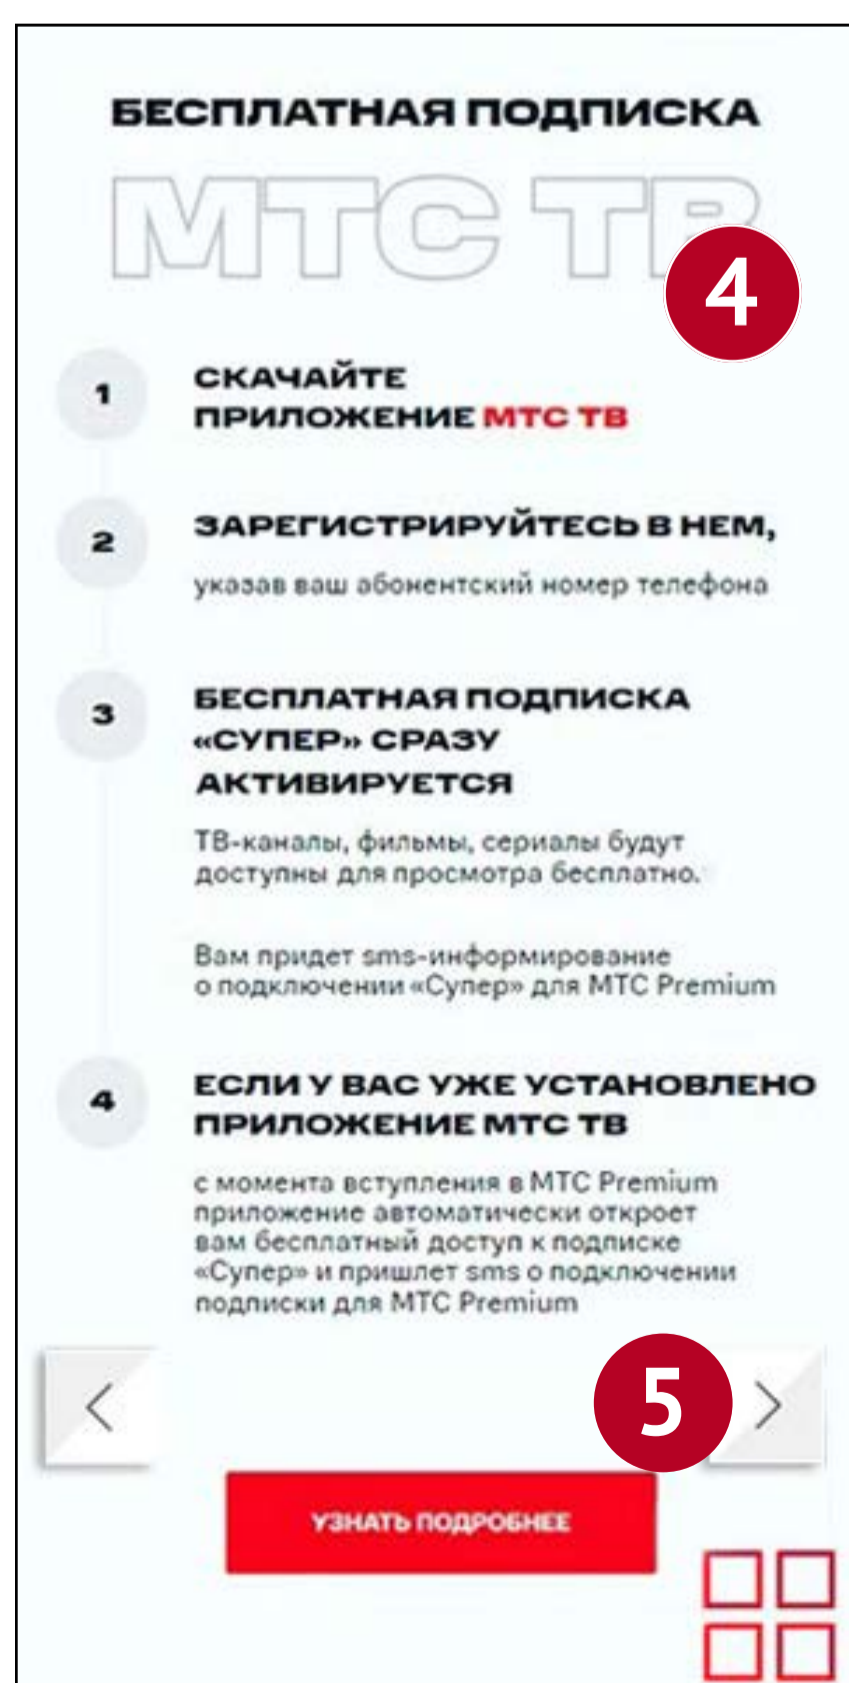 БЕСПЛАТНАЯ ПОДПИСКА
МТС ТВ
4
1
СКАЧАЙТЕ
ПРИЛОЖЕНИЕ МТС ТВ
2
ЗАРЕГИСТРИРУЙТЕСЬ В НЕМ,
указав ваш абонентский номер телефона
3
БЕСПЛАТНАЯ ПОДПИСКА
«СУПЕР» СРАЗУ
АКТИВИРУЕТСЯ
ТВ-каналы, фильмы, сериалы будут
доступны для просмотра бесплатно.
Вам придет sms-информирование
о подключении «Супер» для МТС Premium
4
ЕСЛИ У ВАС УЖЕ УСТАНОВЛЕНО
ПРИЛОЖЕНИЕ МТС ТВ
с момента вступления в МТС Premium
приложение автоматически откроет
вам бесплатный доступ к подписке
«Супер» и пришлет sms о подключении
подписки для МТС Premium
5
УЗНАТЬ ПОДРОБНЕЕ